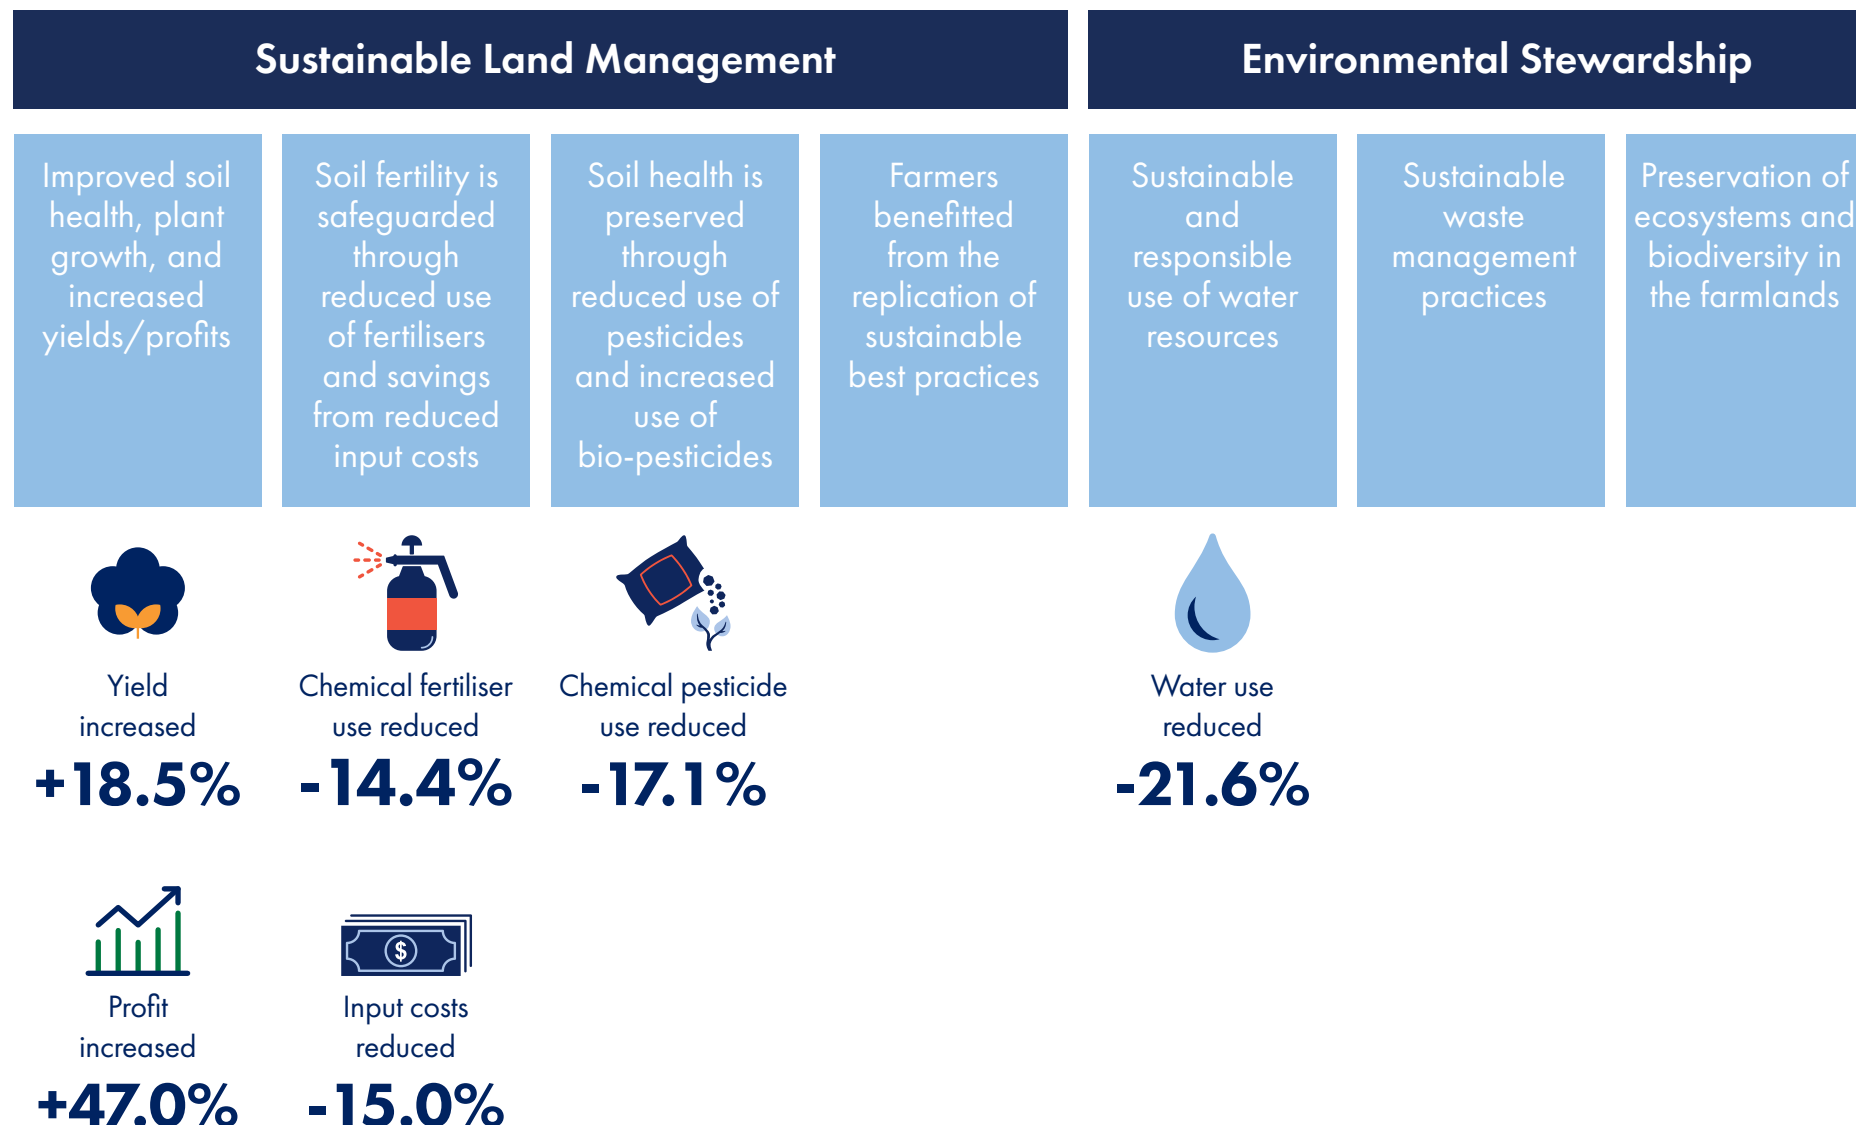 Sustainable Land Management
Environmental Stewardship
Improved soil
health, plant
growth, and
increased
yields/profits
Soil fertility is
safeguarded
through
reduced use
of fertilisers
and savings
from reduced
input costs
Soil health is
preserved
through
reduced use of
pesticides
and increased
use of
bio-pesticides
Farmers
benefitted
from the
replication of
sustainable
best practices
Sustainable
and
responsible
use of water
resources
Sustainable
waste
management
practices
Preservation of
ecosystems and
biodiversity in
the farmlands
Yield
increased
+18.5%
Chemical fertiliser
use reduced
-14.4%
Chemical pesticide
use reduced
-17.1%
Water use
reduced
-21.6%
Profit
increased
+47.0%
$
Input costs
reduced
-15.0%